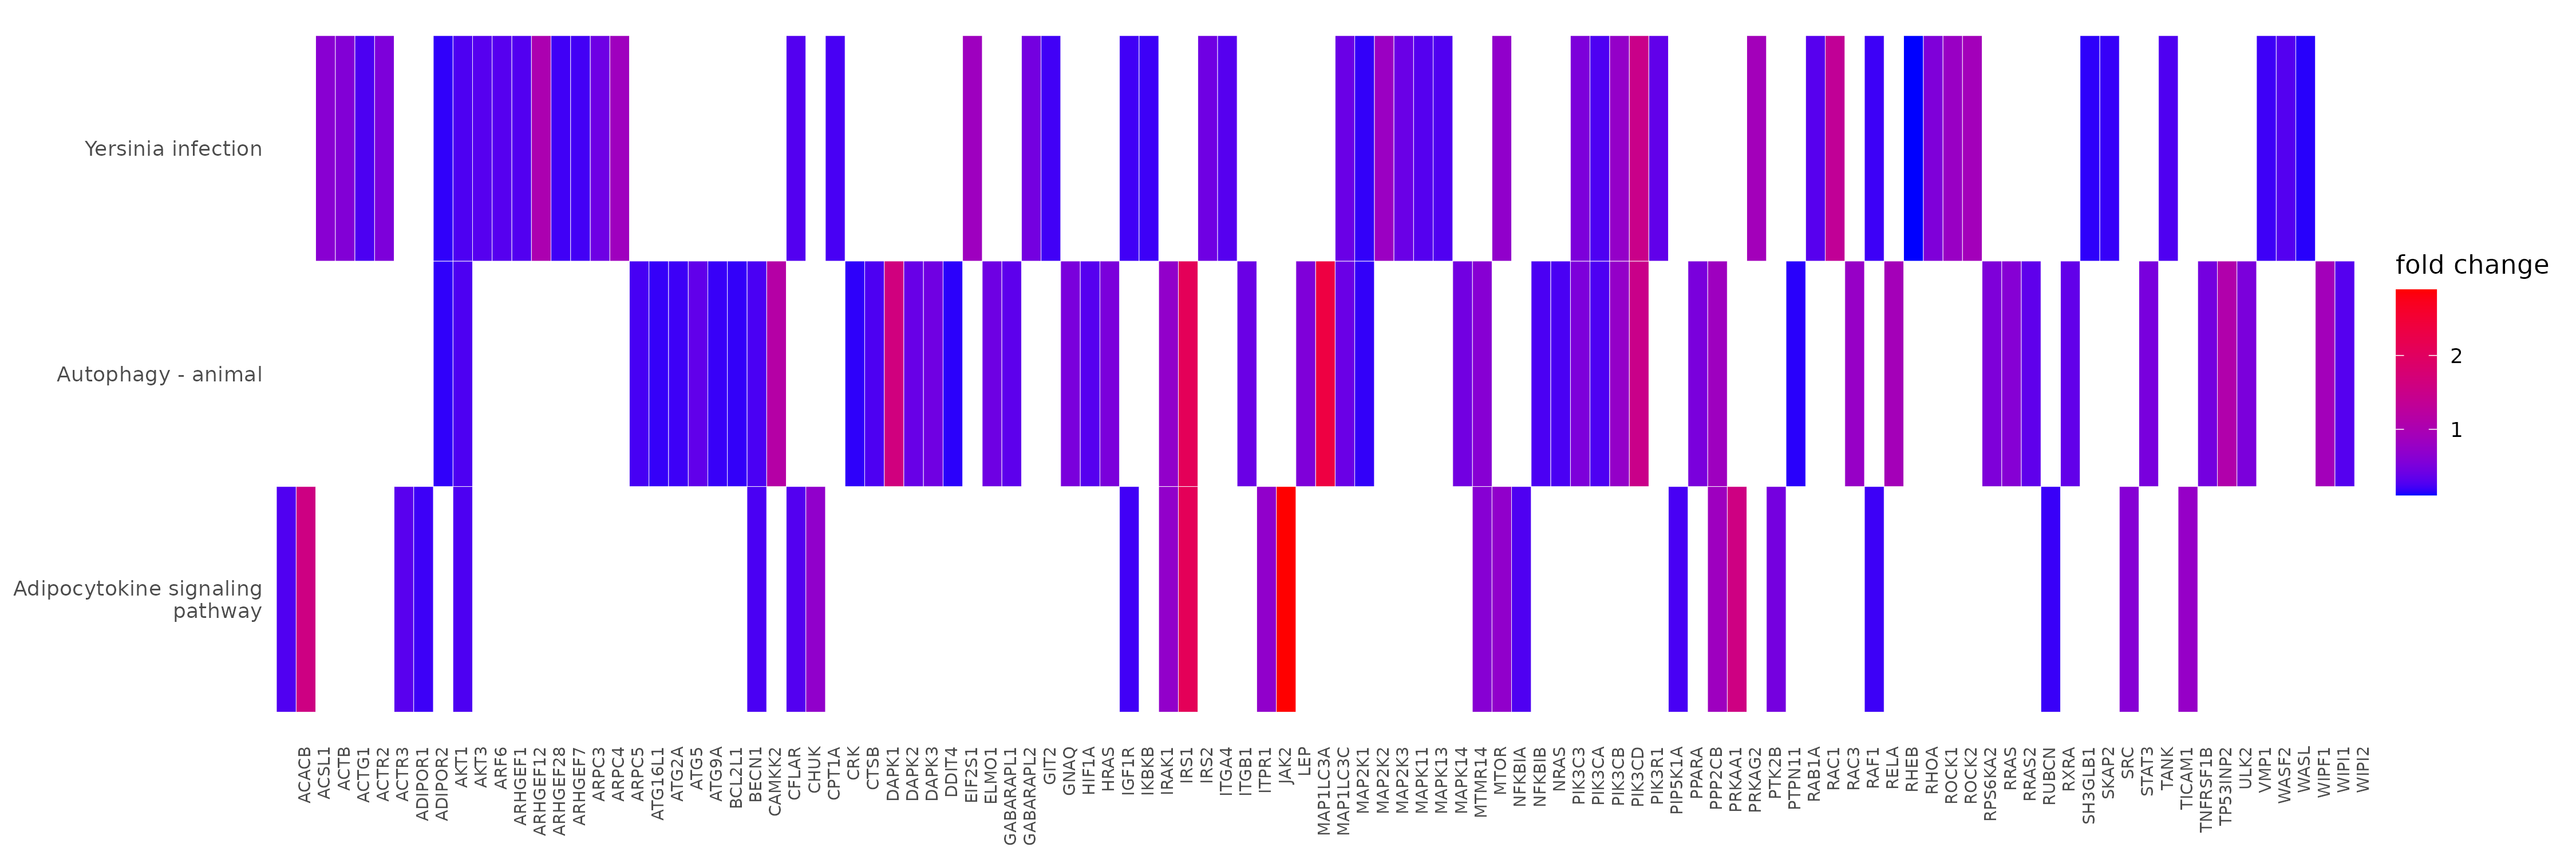 Yersinia infection
Autophagy - animal
Adipocytokine signaling
pathway
fold change
2
1
ACACB
ACSL1
ACTB
ACTG1
ACTR2
ACTR3
ADIPOR1
ADIPOR2
AKT1
AKT3
ARF6
ARHGEF1
ARHGEF12
ARHGEF28
ARHGEF7
ARPC3
ARPC4
ARPC5
ATG16L1
ATG2A
ATG5
ATG9A
BCL2L1
BECN1
CAMKK2
CFLAR
CHUK
CPT1A
CRK
CTSB
DAPK1
DAPK2
DAPK3
DDIT4
EIF2S1
ELMO1
GABARAPL1
GABARAPL2
GIT2
GNAQ
HIF1A
HRAS
IGF1R
IKBKB
IRAK1
IRS1
IRS2
ITGA4
ITGB1
ITPR1
JAK2
LEP
MAP1LC3A
MAP1LC3C
MAP2K1
MAP2K2
MAP2K3
MAPK11
MAPK13
MAPK14
MTMR14
MTOR
NFKBIA
NFKBIB
NRAS
PIK3C3
PIK3CA
PIK3CB
PIK3CD
PIK3R1
PIP5K1A
PPARA
PPP2CB
PRKAA1
PRKAG2
PTK2B
PTPN11
RAB1A
RAC1
RAC3
RAF1
RELA
RHEB
RHOA
ROCK1
ROCK2
RPS6KA2
RRAS
RRAS2
RUBCN
RXRA
SH3GLB1
SKAP2
SRC
STAT3
TANK
TICAM1
TNFRSF1B
TP53INP2
ULK2
VMP1
WASF2
WASL
WIPF1
WIPI1
WIPI2